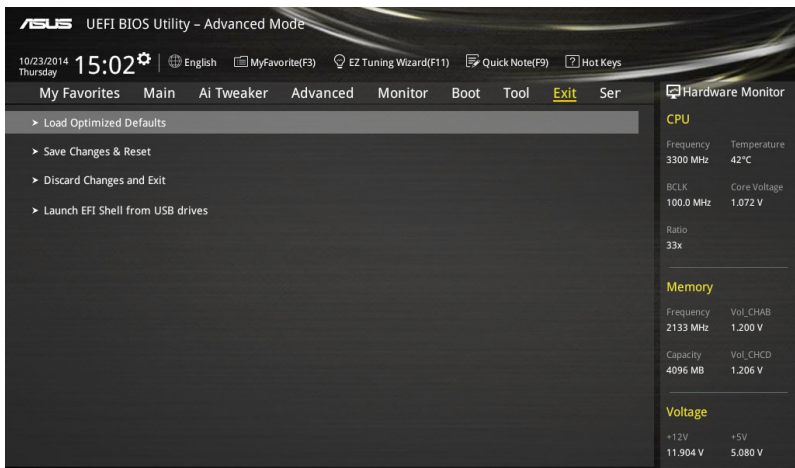 ASUS UEFI BIOS Utility – Advanced Mode
10/23/2014 Thursday 15:02 English MyFavorite(F3) EZ Tuning Wizard(F11) Quick Note(F9) ? Hot Keys
My Favorites Main Ai Tweaker Advanced Monitor Boot Tool Exit Ser
Hardware Monitor
➤ Load Optimized Defaults
➤ Save Changes & Reset
➤ Discard Changes and Exit
➤ Launch EFI Shell from USB drives
CPU
Frequency Temperature
3300 MHz 42°C
BCLK Core Voltage
100.0 MHz 1.072 V
Ratio
33x
Memory
Frequency Vol_CHAB
2133 MHz 1.200 V
Capacity Vol_CHCD
4096 MB 1.206 V
Voltage
+12V +5V
11.904 V 5.080 V